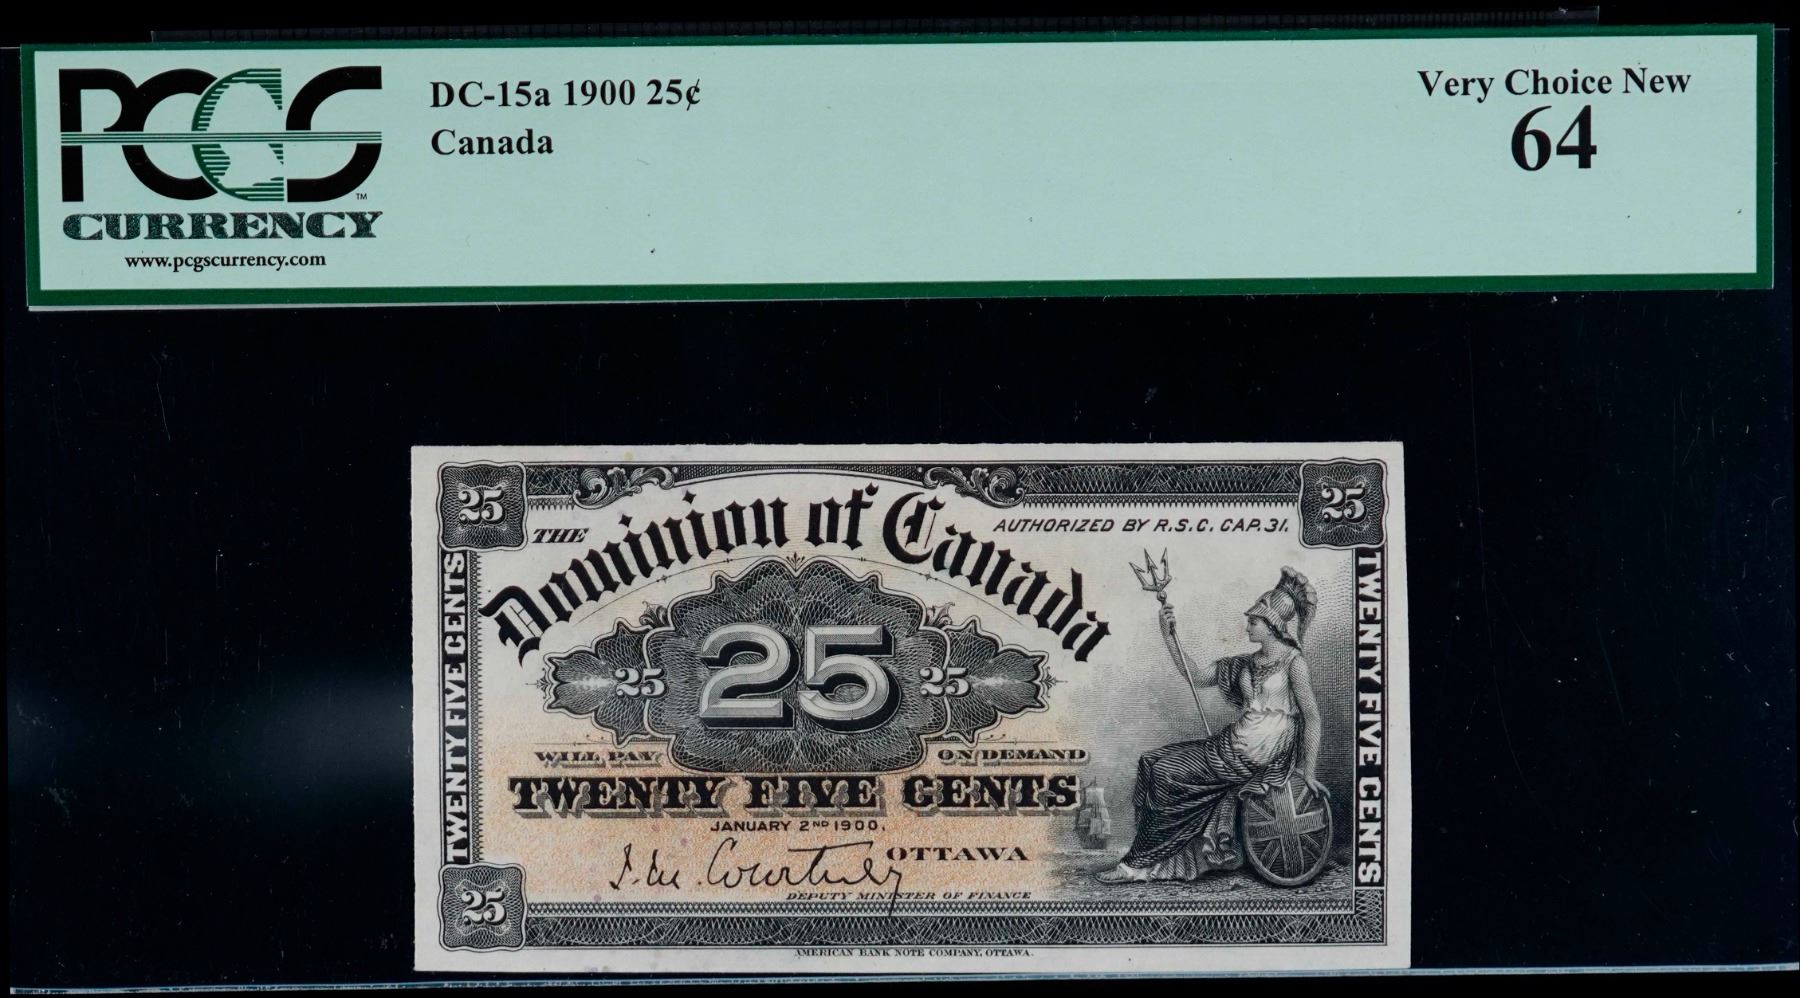 PCGS
TM
CURRENCY
www.pcgscurrency.com
DC-15a 1900 25¢
Canada
Very Choice New
64
25
25
THE Dominion of Canada
AUTHORIZED BY R.S.C. CAP. 31.
TWENTY FIVE CENTS
25
25
25
TWENTY FIVE CENTS
WILL PAY ON DEMAND
TWENTY FIVE CENTS
JANUARY 2ND 1900.
OTTAWA
J. M. Courtney
DEPUTY MINISTER OF FINANCE
25
AMERICAN BANK NOTE COMPANY, OTTAWA.